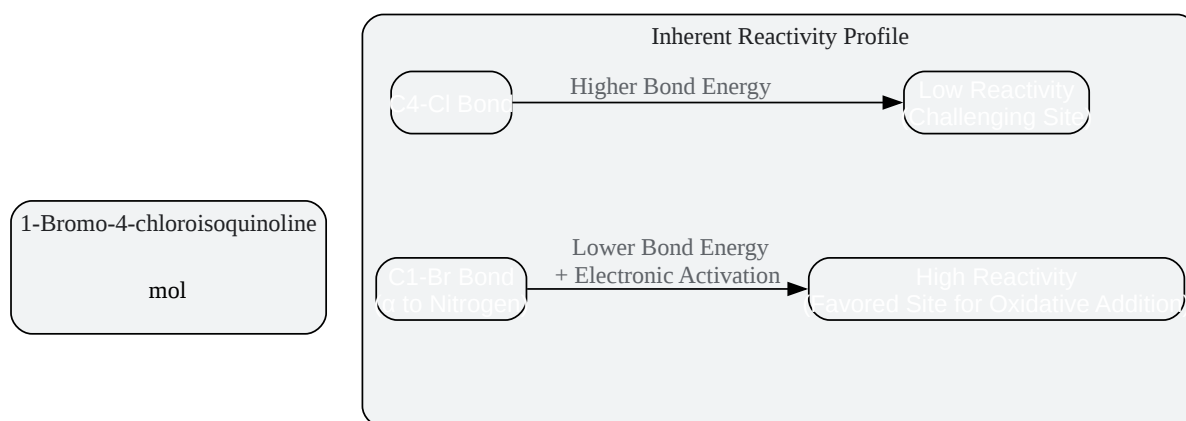 Inherent Reactivity Profile
C4-Cl Bond
Higher Bond Energy
Low Reactivity
(Challenging Site)
1-Bromo-4-chloroisoquinoline
mol
C1-Br Bond
(α to Nitrogen)
Lower Bond Energy
+ Electronic Activation
High Reactivity
(Favored Site for Oxidative Addition)